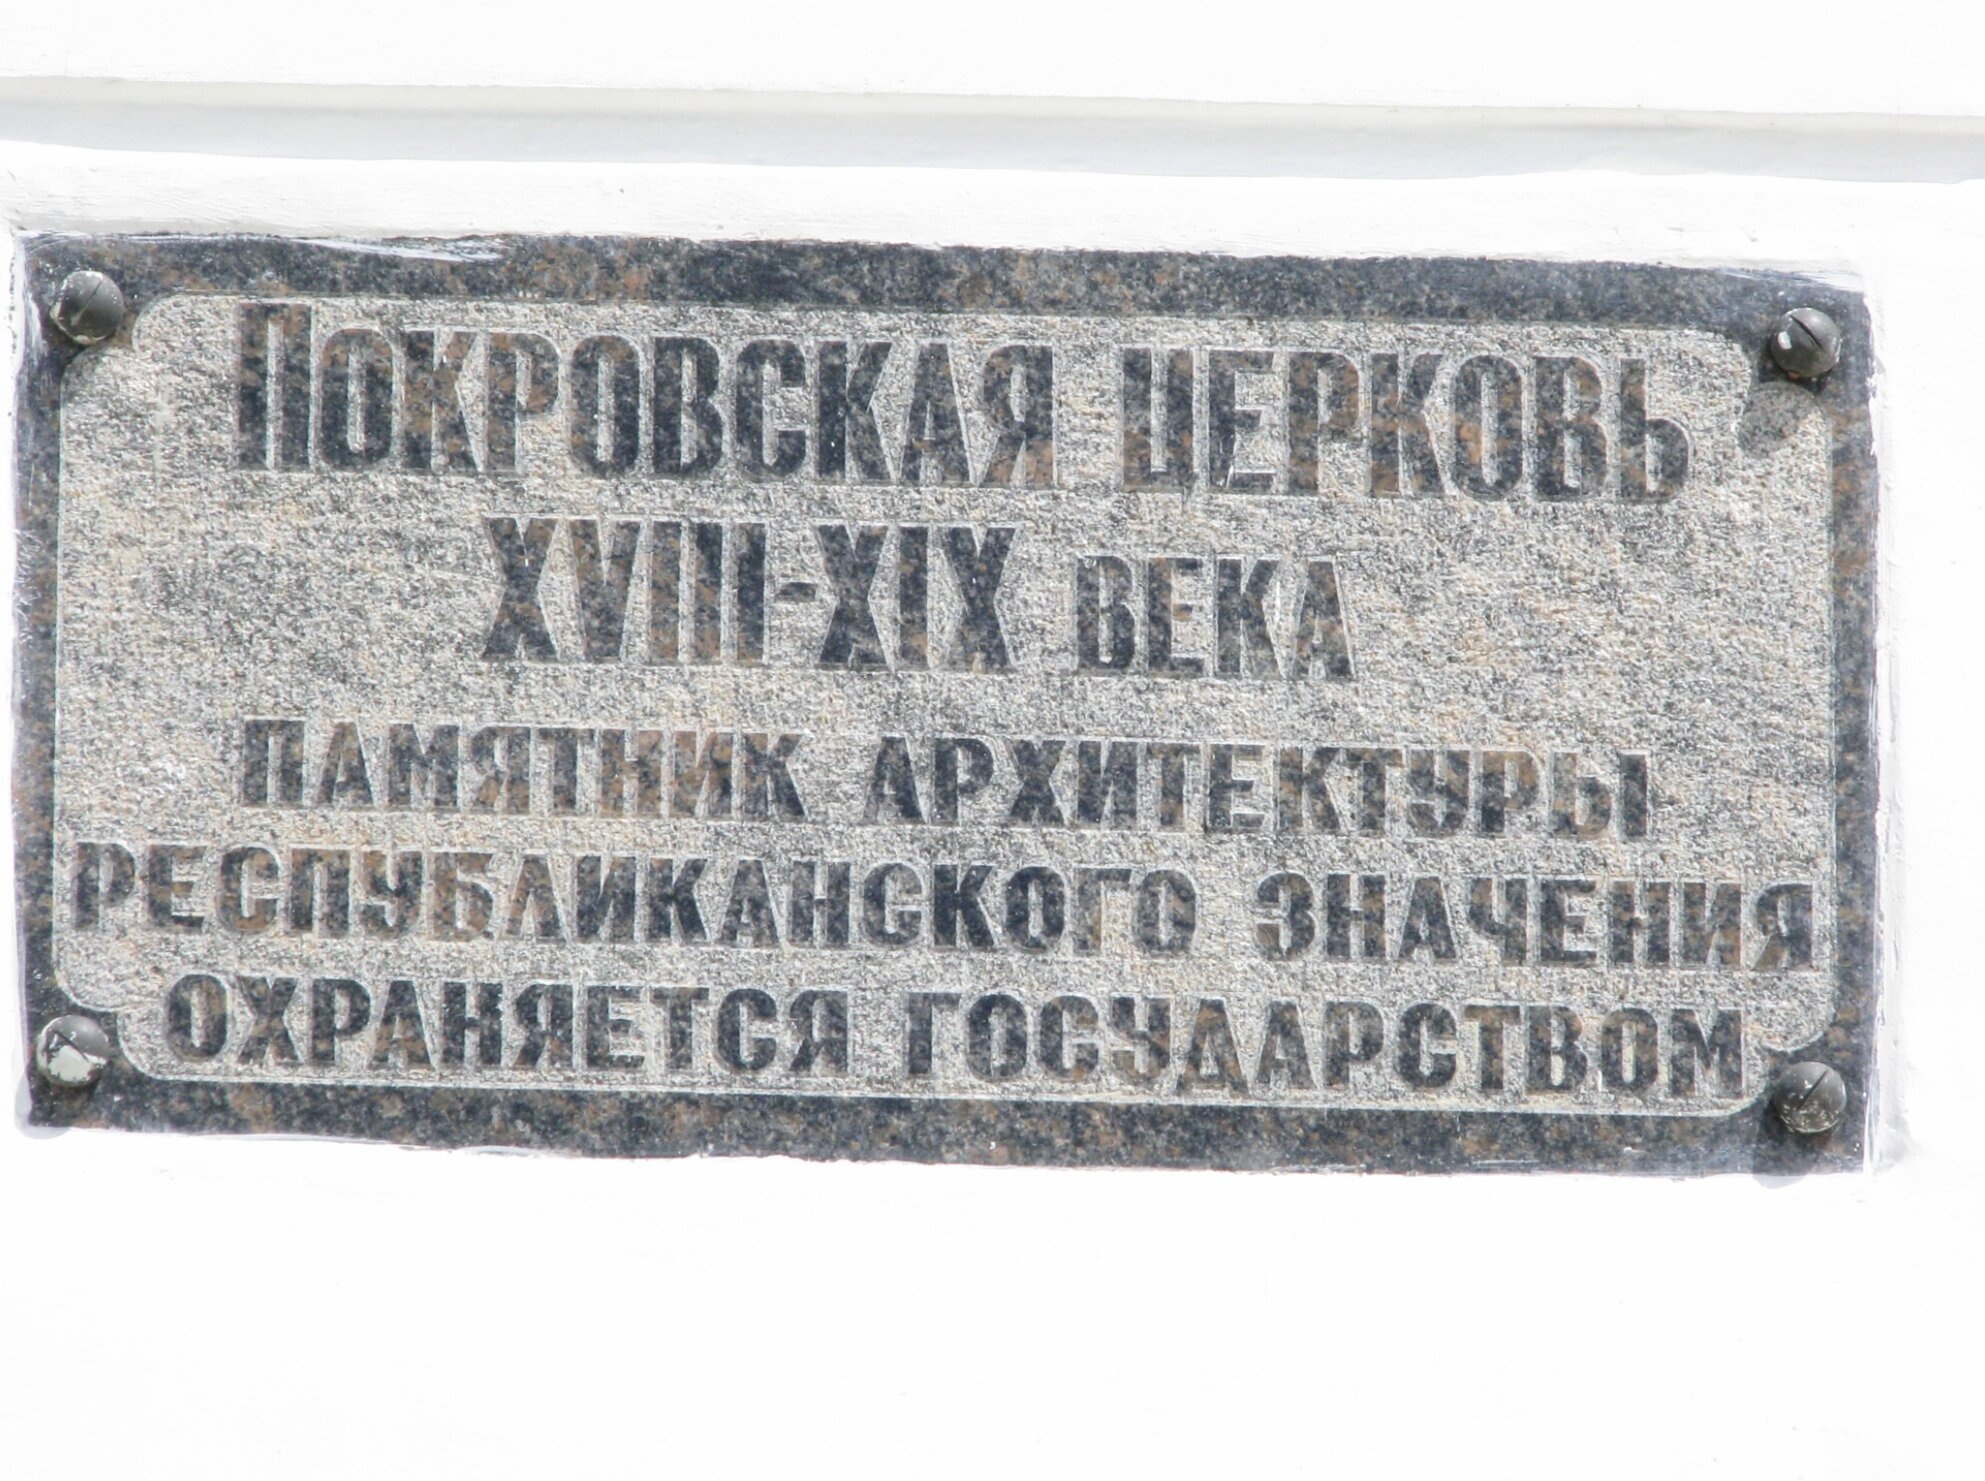 ПОКРОВСКАЯ ЦЕРКОВЬ
XVIII-XIX ВЕКА
ПАМЯТНИК АРХИТЕКТУРЫ
РЕСПУБЛИКАНСКОГО ЗНАЧЕНИЯ
ОХРАНЯЕТСЯ ГОСУДАРСТВОМ